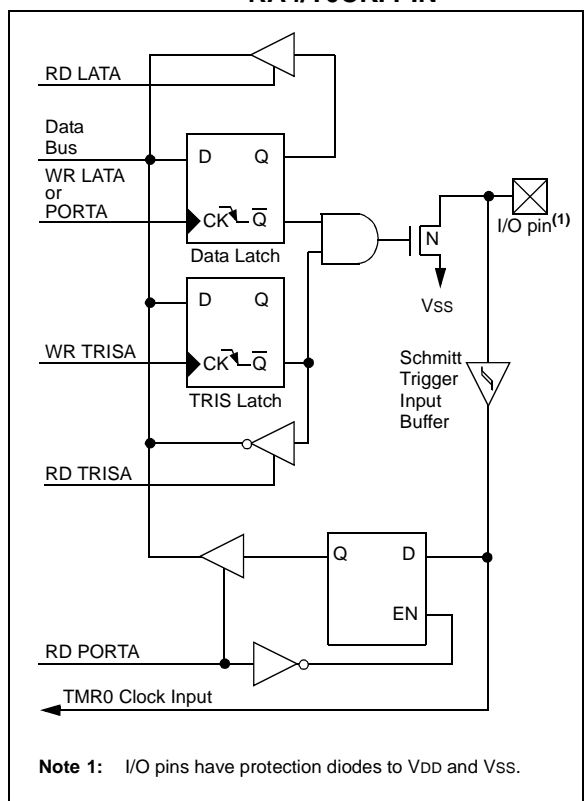 RA4/T0CKI PIN
RD LATA
Data
Bus
WR LATA
or
PORTA
D Q
CK Q
Data Latch
N
I/O pin(1)
VSS
D Q
CK Q
TRIS Latch
WR TRISA
Schmitt
Trigger
Input
Buffer
RD TRISA
Q D
EN
RD PORTA
TMR0 Clock Input
Note 1: I/O pins have protection diodes to VDD and VSS.